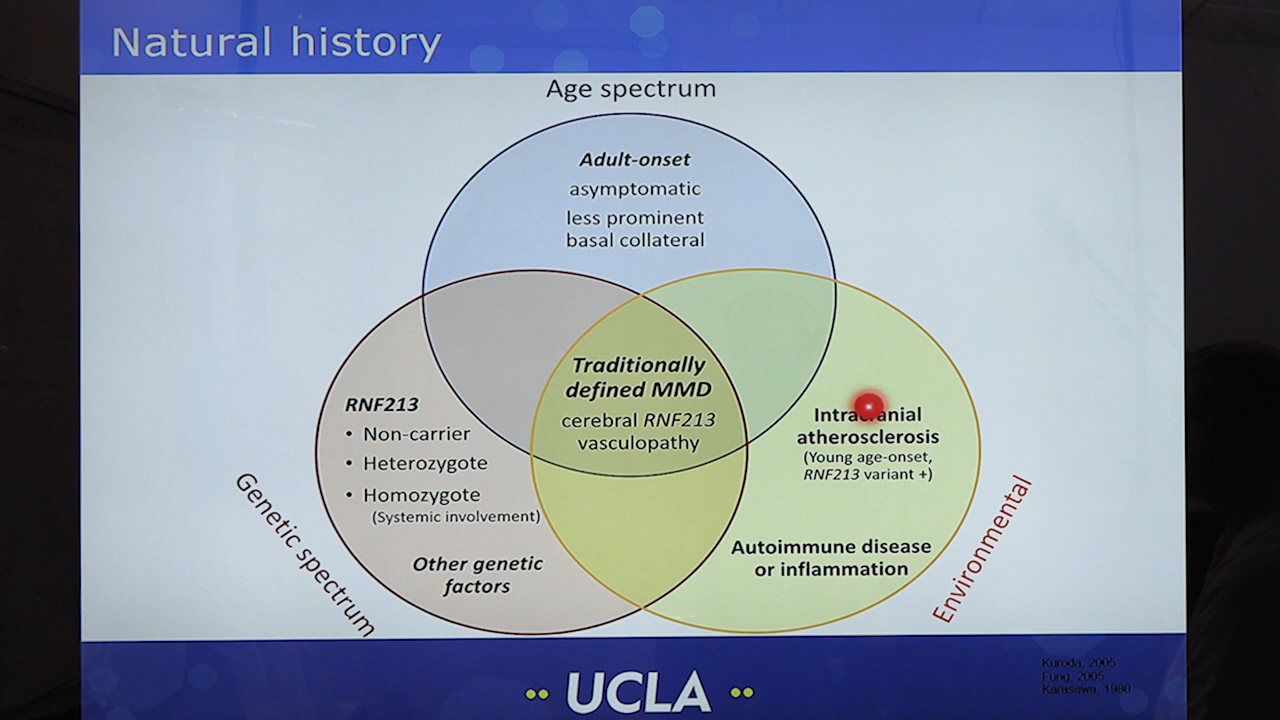 Natural history
Age spectrum
Adult-onset
asymptomatic
less prominent
basal collateral
Traditionally
defined MMD
cerebral RNF213
vasculopathy
RNF213
• Non-carrier
• Heterozygote
• Homozygote
(Systemic involvement)
Other genetic
factors
Genetic spectrum
Intracranial
atherosclerosis
(Young age-onset,
RNF213 variant +)
Autoimmune disease
or inflammation
Environmental
UCLA
Kuroda, 2005
Fung, 2005
Karasawa, 1980